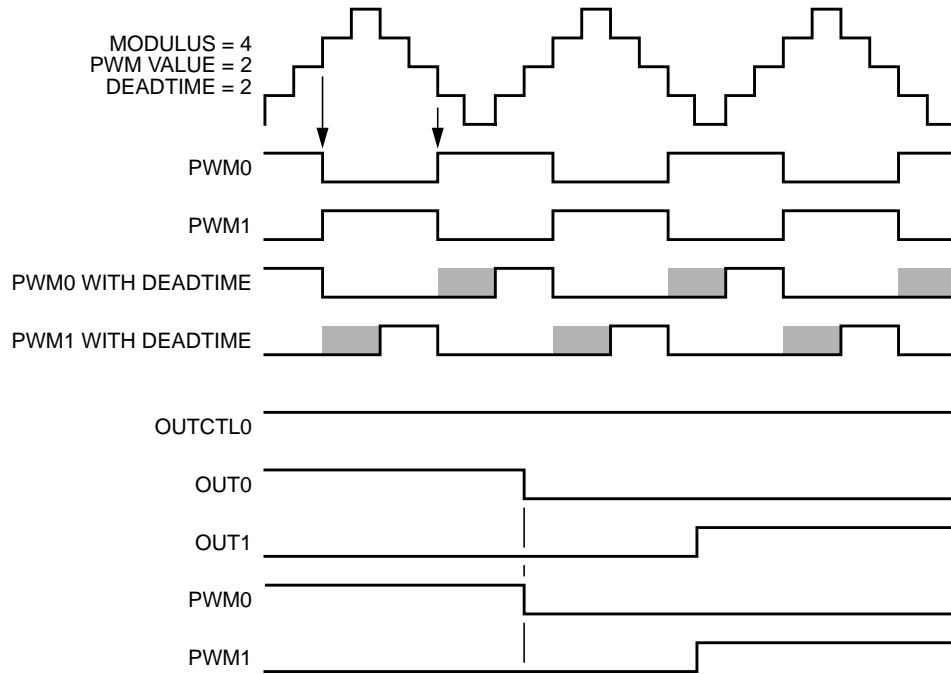 MODULUS = 4
PWM VALUE = 2
DEADTIME = 2
PWM0
PWM1
PWM0 WITH DEADTIME
PWM1 WITH DEADTIME
OUTCTL0
OUT0
OUT1
PWM0
PWM1